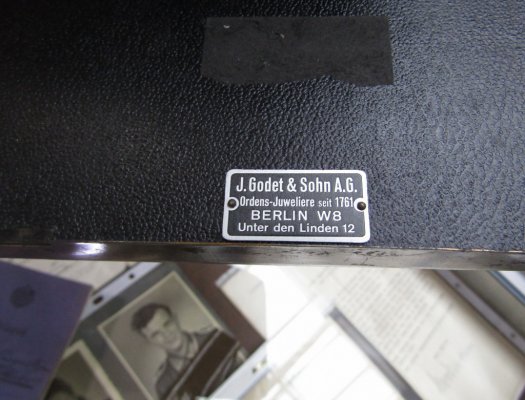 J. Godet & Sohn A.G.
Ordens-Juweliere seit 1761
BERLIN W8
Unter den Linden 12